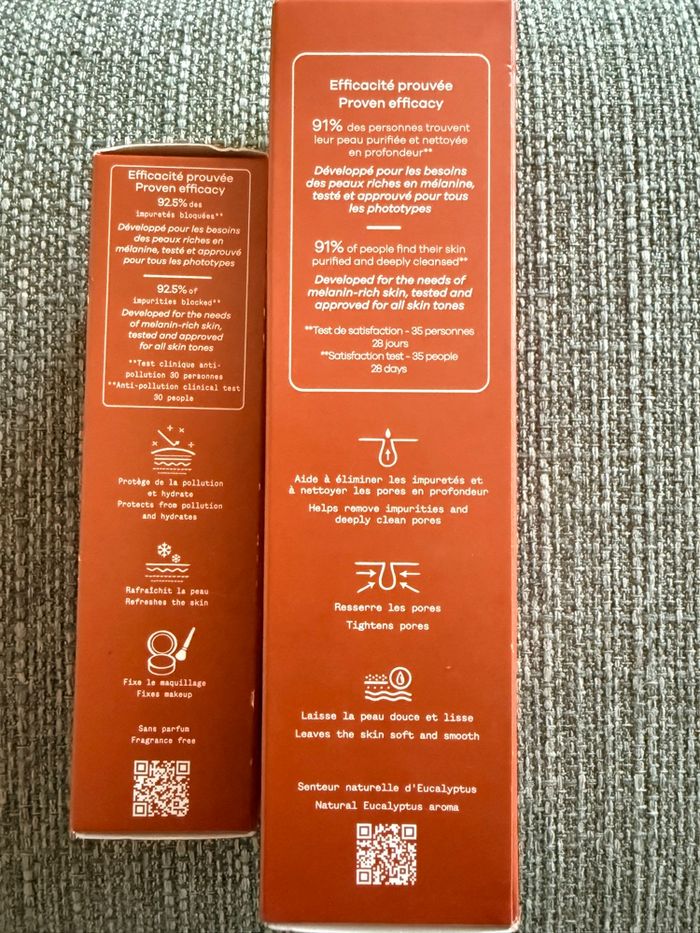 Efficacité prouvée
Proven efficacy
92.5% des
impuretés bloquées**
Développé pour les besoins
des peaux riches en
mélanine, testé et approuvé
pour tous les phototypes
92.5% of
impurities blocked**
Developed for the needs
of melanin-rich skin,
tested and approved
for all skin tones
**Test clinique anti-
pollution 30 personnes
**Anti-pollution clinical test
30 people
Protège de la pollution
et hydrate
Protects from pollution
and hydrates
Rafraîchit la peau
Refreshes the skin
Fixe le maquillage
Fixes makeup
Sans parfum
Fragrance free
Efficacité prouvée
Proven efficacy
91% des personnes trouvent
leur peau purifiée et nettoyée
en profondeur**
Développé pour les besoins
des peaux riches en mélanine,
testé et approuvé pour tous
les phototypes
91% of people find their skin
purified and deeply cleansed**
Developed for the needs of
melanin-rich skin, tested and
approved for all skin tones
**Test de satisfaction - 35 personnes
28 jours
**Satisfaction test - 35 people
28 days
Aide à éliminer les impuretés et
à nettoyer les pores en profondeur
Helps remove impurities and
deeply clean pores
Resserre les pores
Tightens pores
Laisse la peau douce et lisse
Leaves the skin soft and smooth
Senteur naturelle d'Eucalyptus
Natural Eucalyptus aroma